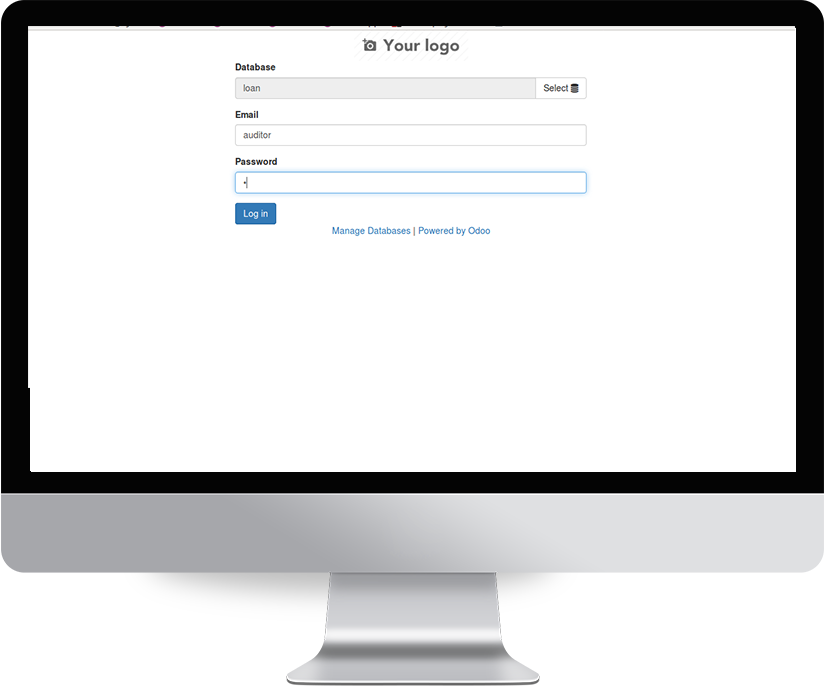 Your logo
Database
loan
Select
Email
auditor
Password
Log in
Manage Databases | Powered by Odoo